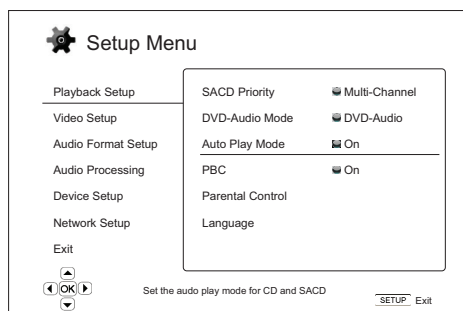 Setup Menu
Playback Setup
Video Setup
Audio Format Setup
Audio Processing
Device Setup
Network Setup
Exit
SACD Priority Multi-Channel
DVD-Audio Mode DVD-Audio
Auto Play Mode On
PBC On
Parental Control
Language
OK
Set the audo play mode for CD and SACD
SETUP Exit